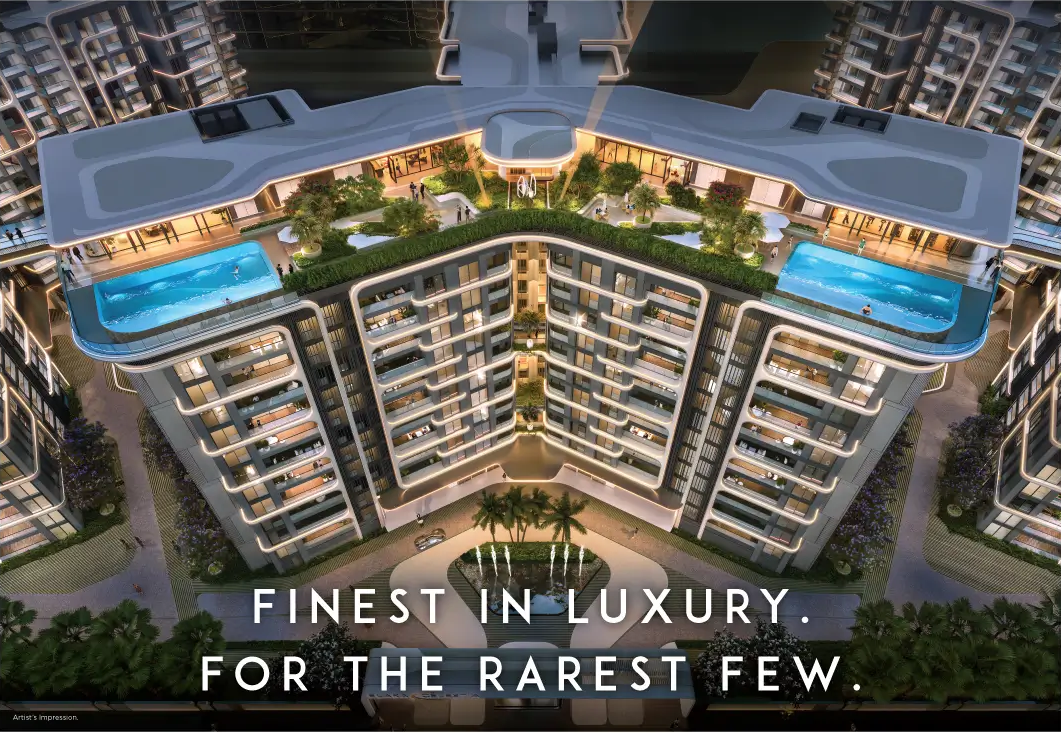 FINEST IN LUXURY.
FOR THE RAREST FEW.
Artist's Impression.